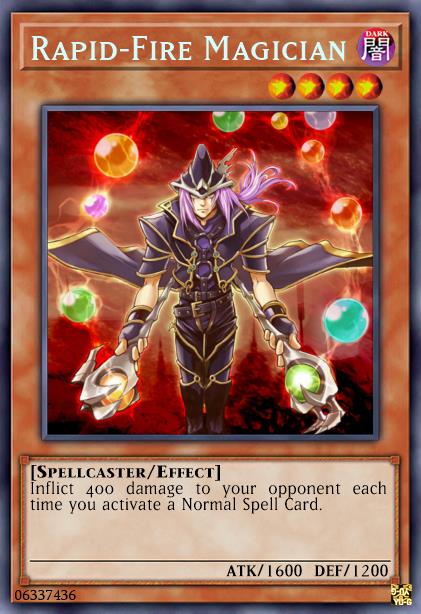 Rapid-Fire Magician
DARK
闇
[Spellcaster/Effect]
Inflict 400 damage to your opponent each
time you activate a Normal Spell Card.
ATK/1600 DEF/1200
06337436